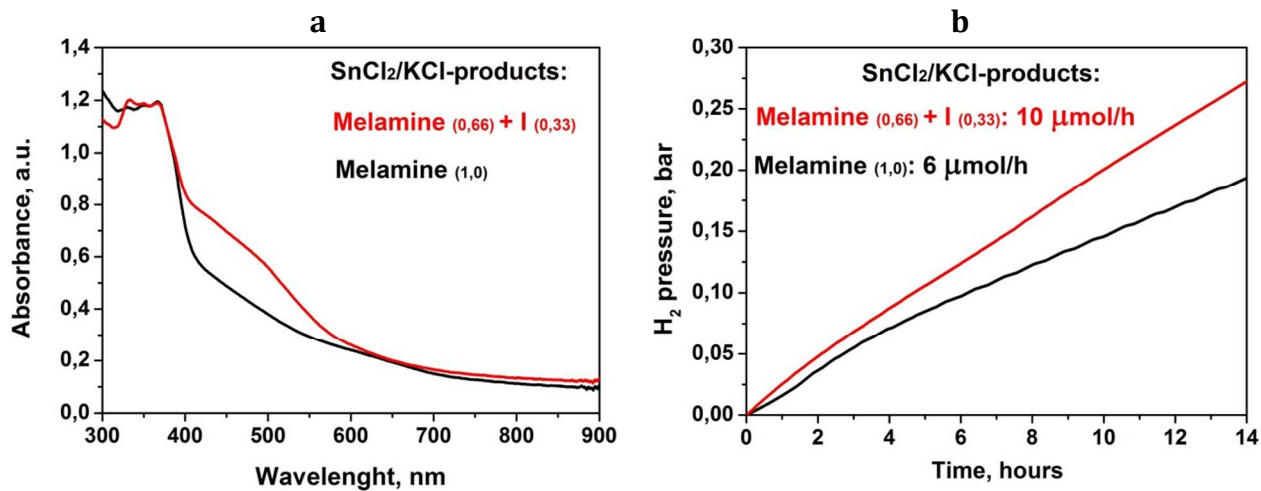 a
1,4
1,2
1,0
0,8
0,6
0,4
0,2
0,0
300 400 500 600 700 800 900
Absorbance, a.u.
Wavelenght, nm
SnCl2/KCl-products:
Melamine (0,66) + I (0,33)
Melamine (1,0)
b
0,30
0,25
0,20
0,15
0,10
0,05
0,00
0 2 4 6 8 10 12 14
H2 pressure, bar
Time, hours
SnCl2/KCl-products:
Melamine (0,66) + I (0,33): 10 μmol/h
Melamine (1,0): 6 μmol/h